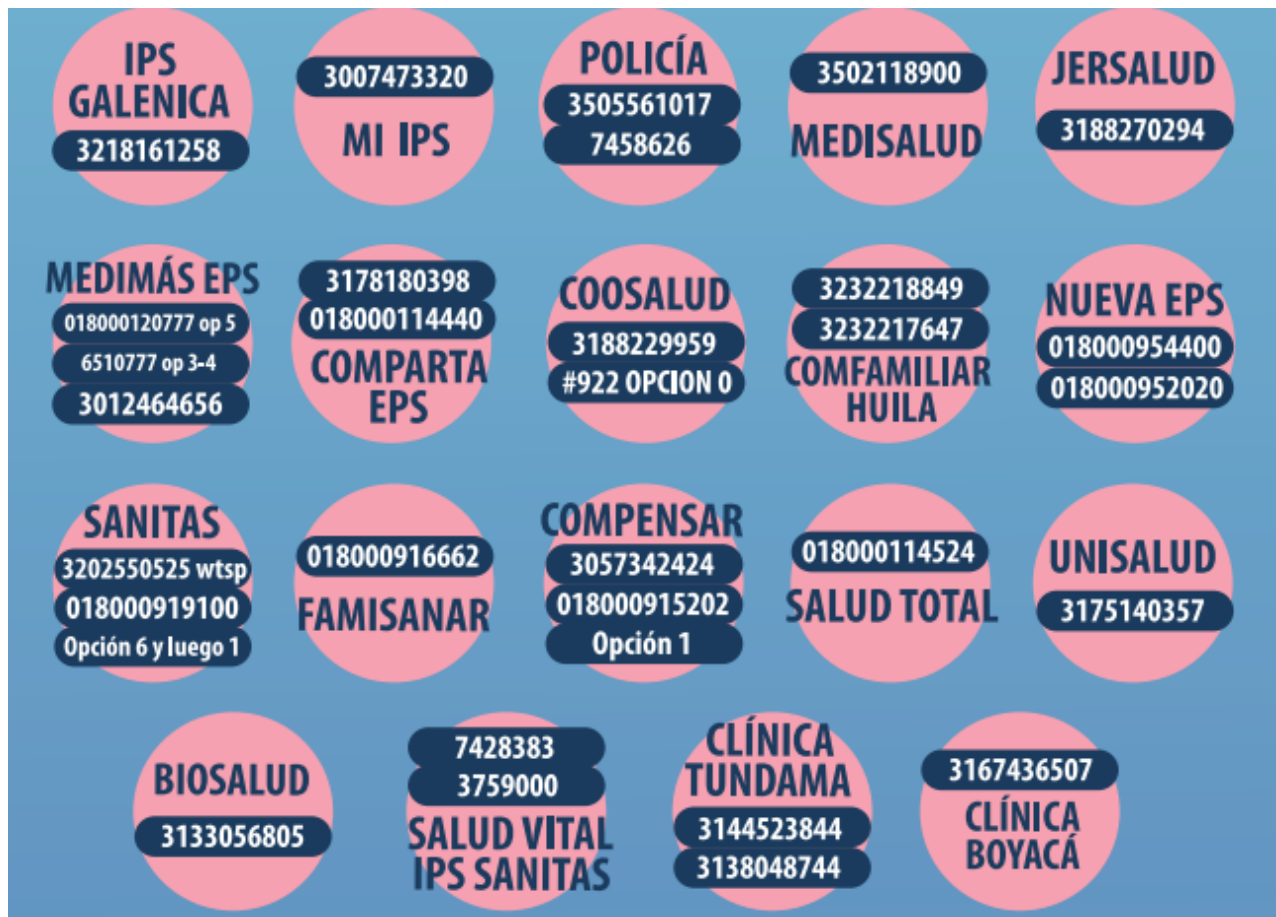 IPS
GALENICA
3218161258
3007473320
MI IPS
POLICÍA
3505561017
7458626
3502118900
MEDISALUD
JERSALUD
3188270294
MEDIMÁS EPS
018000120777 op 5
6510777 op 3-4
3012464656
3178180398
018000114440
COMPARTA
EPS
COOSALUD
3188229959
#922 OPCION 0
3232218849
3232217647
COMFAMILIAR
HUILA
NUEVA EPS
018000954400
018000952020
SANITAS
3202550525 wtsp
018000919100
Opción 6 y luego 1
018000916662
FAMISANAR
COMPENSAR
3057342424
018000915202
Opción 1
018000114524
SALUD TOTAL
UNISALUD
3175140357
BIOSALUD
3133056805
7428383
3759000
SALUD VITAL
IPS SANITAS
CLÍNICA
TUNDAMA
3144523844
3138048744
3167436507
CLÍNICA
BOYACÁ